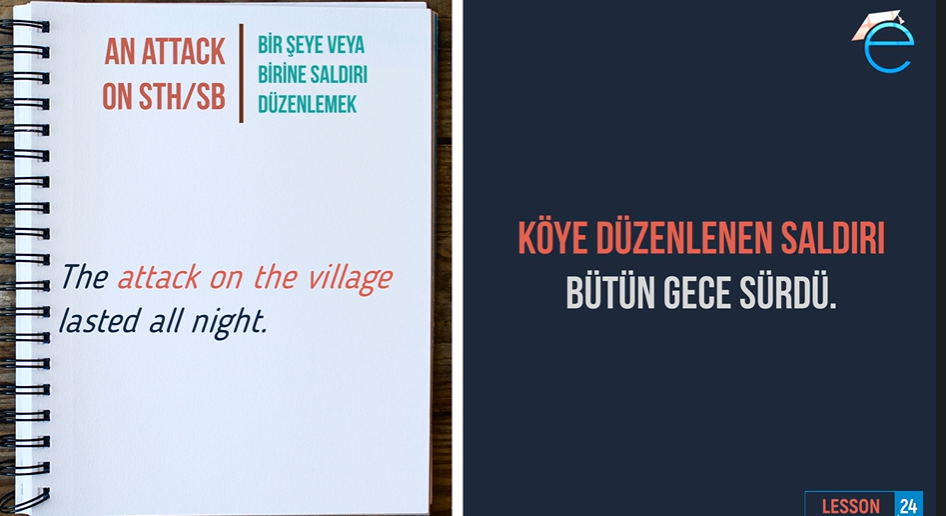 AN ATTACK
ON STH/SB
BİR ŞEYE VEYA
BİRİNE SALDIRI
DÜZENLEMEK
The attack on the village
lasted all night.
e
KÖYE DÜZENLENEN SALDIRI
BÜTÜN GECE SÜRDÜ.
LESSON 24